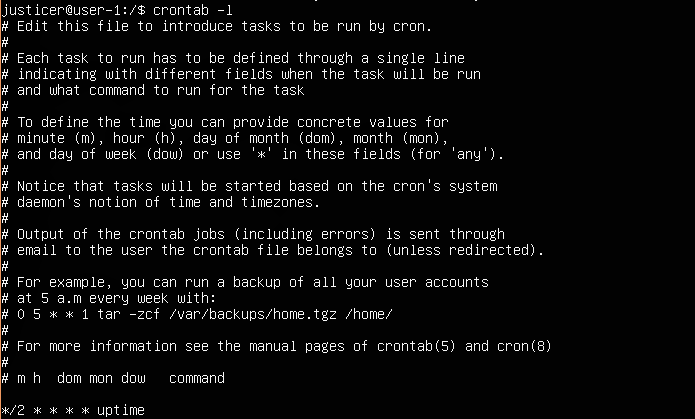 justicer@user-1:/$ crontab -l
# Edit this file to introduce tasks to be run by cron.
#
# Each task to run has to be defined through a single line
# indicating with different fields when the task will be run
# and what command to run for the task
#
# To define the time you can provide concrete values for
# minute (m), hour (h), day of month (dom), month (mon),
# and day of week (dow) or use '*' in these fields (for 'any').
#
# Notice that tasks will be started based on the cron's system
# daemon's notion of time and timezones.
#
# Output of the crontab jobs (including errors) is sent through
# email to the user the crontab file belongs to (unless redirected).
#
# For example, you can run a backup of all your user accounts
# at 5 a.m every week with:
# 0 5 * * 1 tar -zcf /var/backups/home.tgz /home/
#
# For more information see the manual pages of crontab(5) and cron(8)
#
# m h  dom mon dow   command
*/2 * * * * uptime